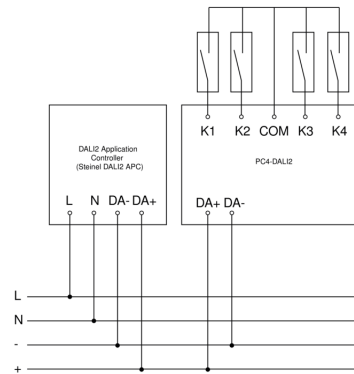 K1 K2 COM K3 K4
DALI2 Application
Controller
(Steinel DALI2 APC)
PC4-DALI2
L N DA- DA+
DA+ DA-
L
N
-
+